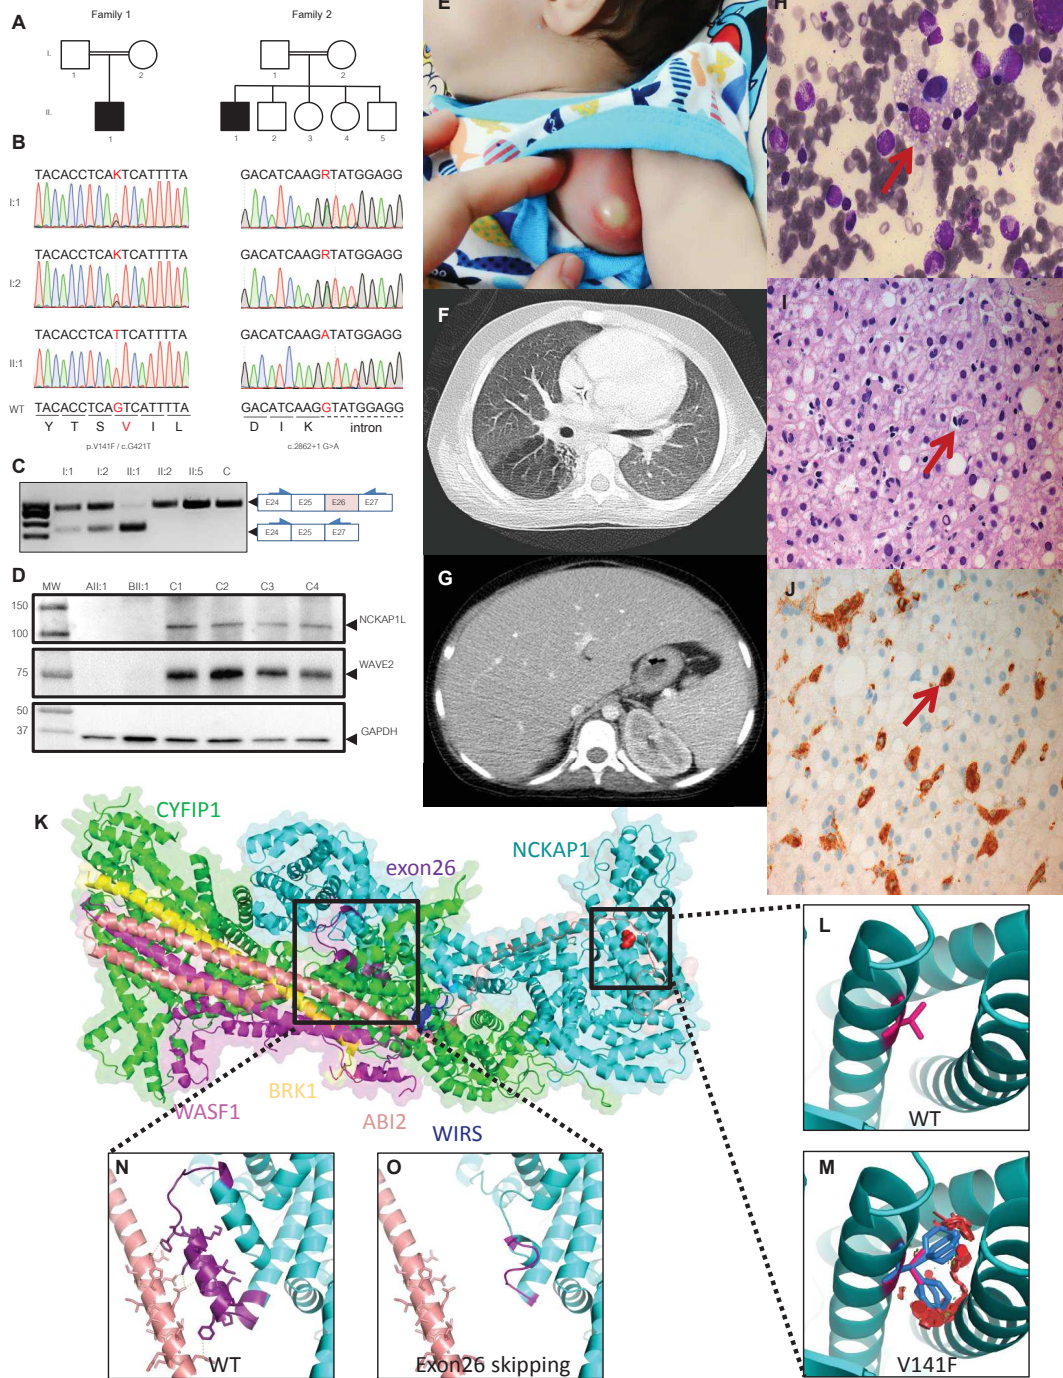 A
Family 1
Family 2
I.
1
2
1
2
II.
1
1
2
3
4
5
B
TACACCTCAKTCATTTTA
GACATCAAGRTATGGAGG
I:1
TACACCTCAKTCATTTTA
GACATCAAGRTATGGAGG
I:2
TACACCTCATTCATTTTA
GACATCAAGATATGGAGG
II:1
WT
TACACCTCAGTCATTTTA
GACATCAAGGTATGGAGG
Y T S V I L
D I K intron
p.V141F / c.G421T
c.2862+1 G>A
C
I:1 I:2 II:1 II:2 II:5 C
E24 E25 E26 E27
E24 E25 E27
D
MW AII:1 BII:1 C1 C2 C3 C4
150
100
NCKAP1L
75
WAVE2
50
37
GAPDH
E
F
G
H
I
J
K
CYFIP1
exon26
NCKAP1
WASF1
BRK1
ABI2
WIRS
L
WT
M
V141F
N
WT
O
Exon26 skipping